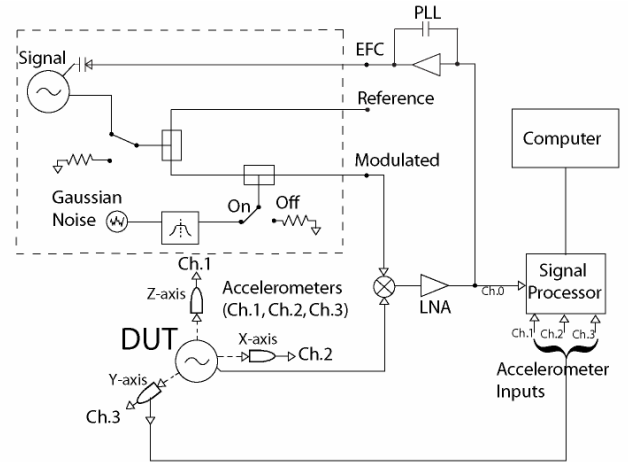 PLL
EFC
Signal
Reference
Computer
Modulated
Gaussian
Noise
On
Off
Ch.1
Z-axis
Accelerometers
(Ch.1, Ch.2, Ch.3)
Signal
Processor
LNA
Ch.0
DUT
X-axis
Ch.2
Ch.1
Ch.2
Ch.3
Y-axis
Ch.3
Accelerometer
Inputs